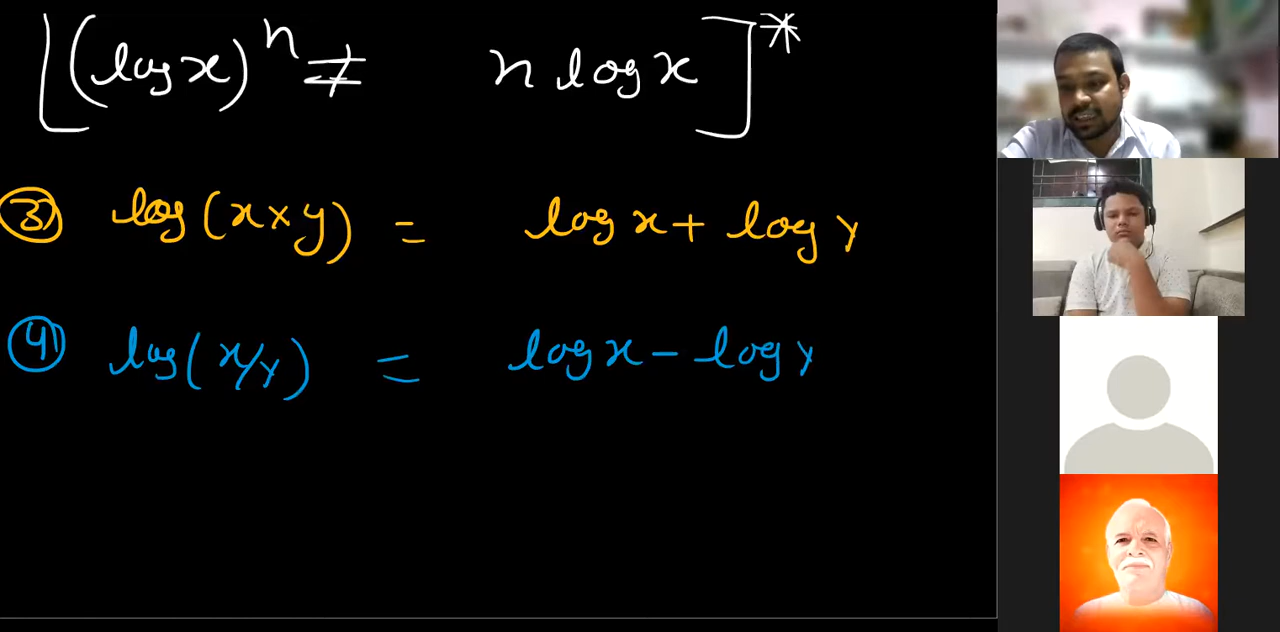 [(log x)^n ≠ n log x]*
③ log(x×y) = log x + log y
④ log(x/y) = log x - log y